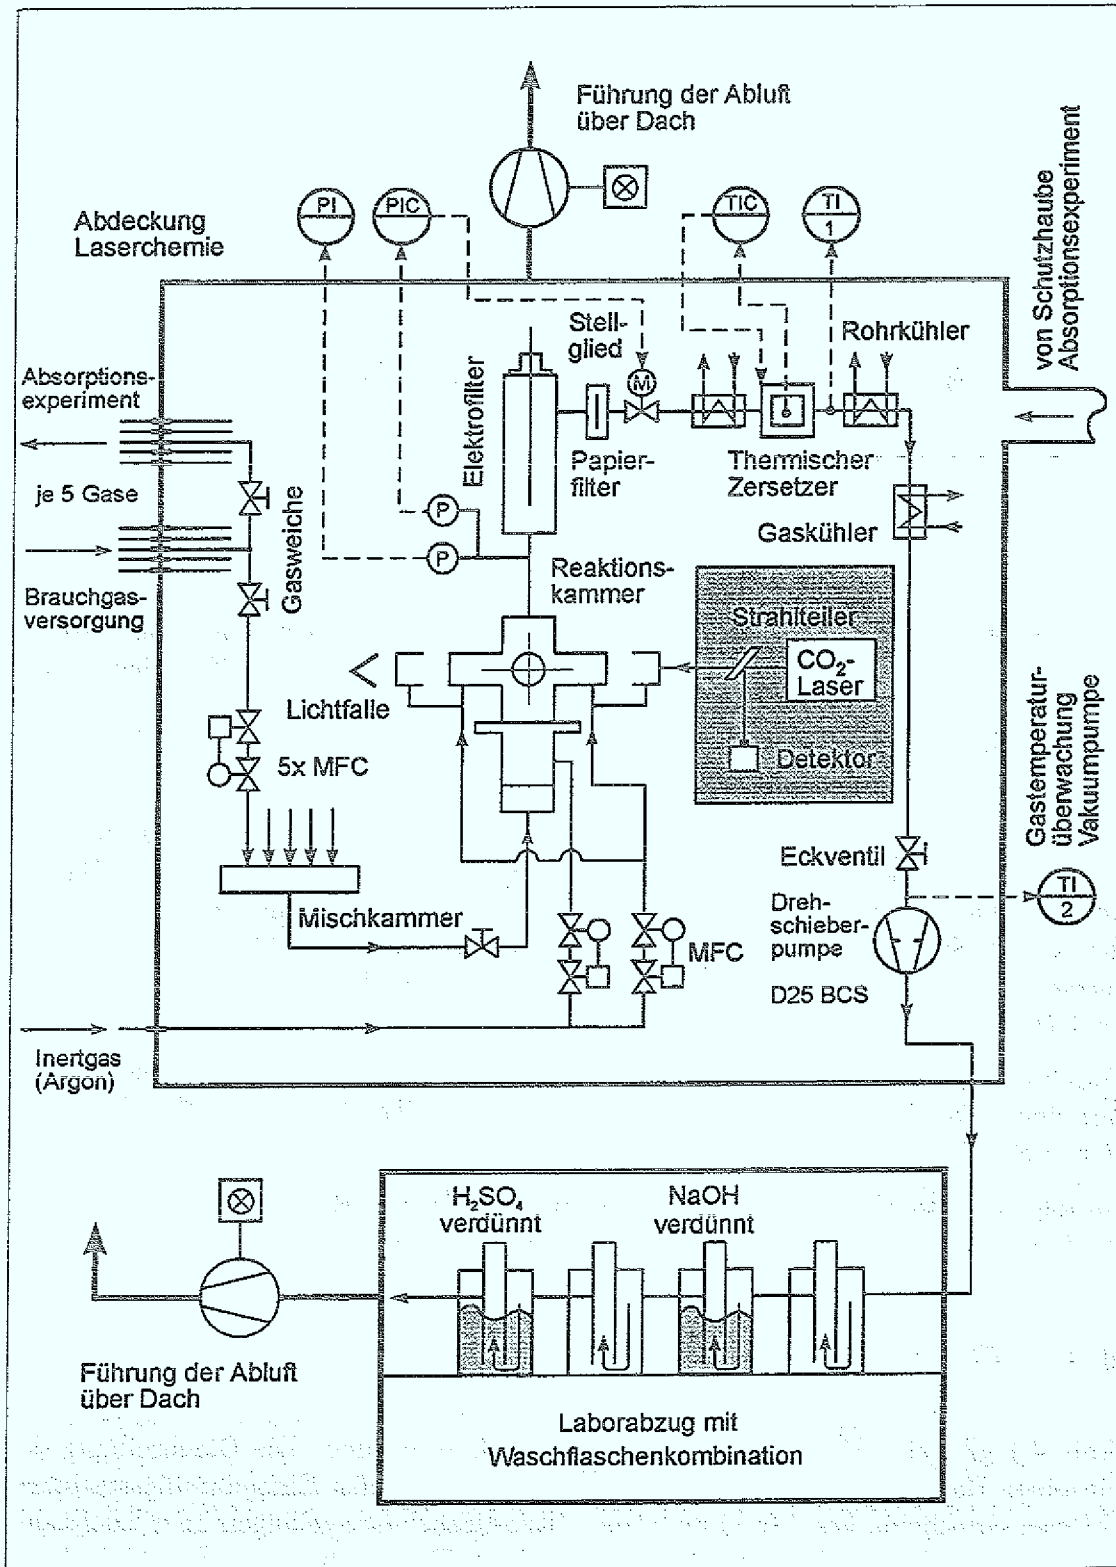 Führung der Abluft
über Dach
PI
PIC
TIC
TI
1
Abdeckung
Laserchemie
von Schutzhaube
Absorptionsexperiment
Stell-
glied
Rohrkühler
M
Absorptions-
experiment
Elektrofilter
Papier-
filter
Thermischer
Zersetzer
je 5 Gase
Gasweiche
P
P
Gaskühler
Brauchgas-
versorgung
Reaktions-
kammer
Strahlteiler
CO₂-
Laser
Lichtfalle
Detektor
5x MFC
Gastemperatur-
überwachung
Vakuumpumpe
Eckventil
TI
2
Mischkammer
Dreh-
schieber-
pumpe
MFC
D25 BCS
Inertgas
(Argon)
H₂SO₄
verdünnt
NaOH
verdünnt
Führung der Abluft
über Dach
Laborabzug mit
Waschflaschenkombination